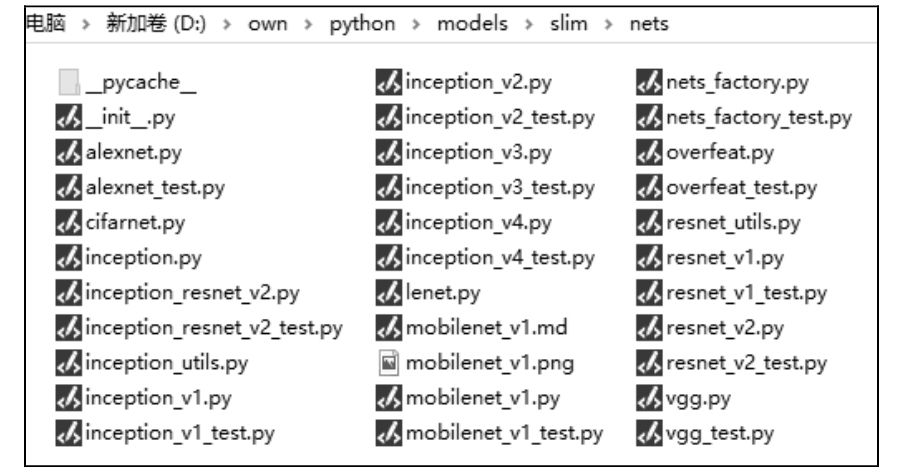 电脑 > 新加卷 (D:) > own > python > models > slim > nets
__pycache__
__init__.py
alexnet.py
alexnet_test.py
cifarnet.py
inception.py
inception_resnet_v2.py
inception_resnet_v2_test.py
inception_utils.py
inception_v1.py
inception_v1_test.py
inception_v2.py
inception_v2_test.py
inception_v3.py
inception_v3_test.py
inception_v4.py
inception_v4_test.py
lenet.py
mobilenet_v1.md
mobilenet_v1.png
mobilenet_v1.py
mobilenet_v1_test.py
nets_factory.py
nets_factory_test.py
overfeat.py
overfeat_test.py
resnet_utils.py
resnet_v1.py
resnet_v1_test.py
resnet_v2.py
resnet_v2_test.py
vgg.py
vgg_test.py